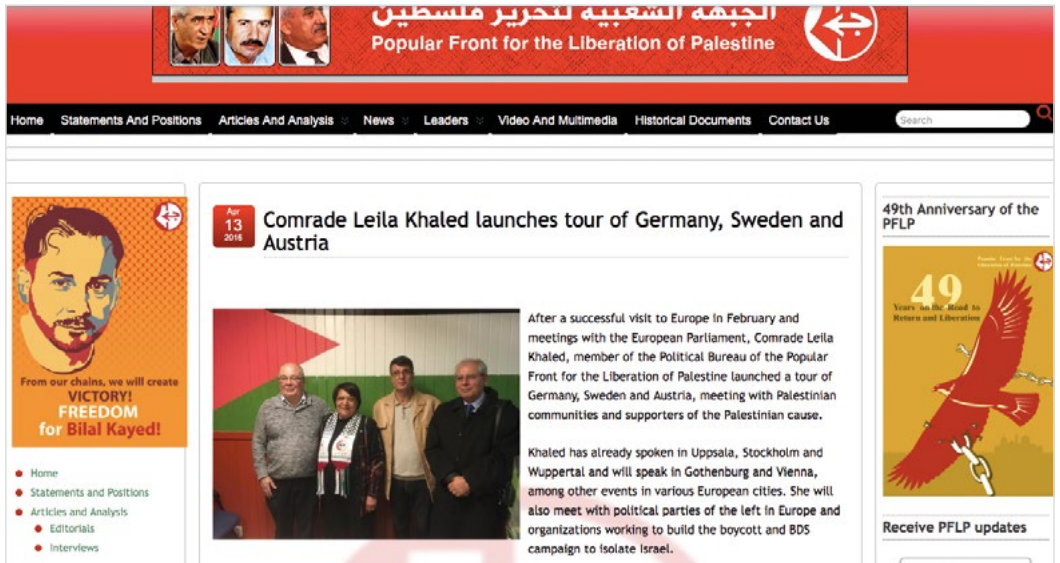 الجبهة الشعبية لتحرير فلسطين
Popular Front for the Liberation of Palestine
Home Statements And Positions Articles And Analysis News Leaders Video And Multimedia Historical Documents Contact Us Search
From our chains, we will create
VICTORY!
FREEDOM
for Bilal Kayed!
Home
Statements and Positions
Articles and Analysis
Editorials
Interviews
Apr
13
2016
Comrade Leila Khaled launches tour of Germany, Sweden and
Austria
After a successful visit to Europe in February and
meetings with the European Parliament, Comrade Leila
Khaled, member of the Political Bureau of the Popular
Front for the Liberation of Palestine launched a tour of
Germany, Sweden and Austria, meeting with Palestinian
communities and supporters of the Palestinian cause.
Khaled has already spoken in Uppsala, Stockholm and
Wuppertal and will speak in Gothenburg and Vienna,
among other events in various European cities. She will
also meet with political parties of the left in Europe and
organizations working to build the boycott and BDS
campaign to isolate Israel.
49th Anniversary of the
PFLP
Popular Front for the
Liberation of Palestine
49
Years on the Road to
Return and Liberation
Receive PFLP updates